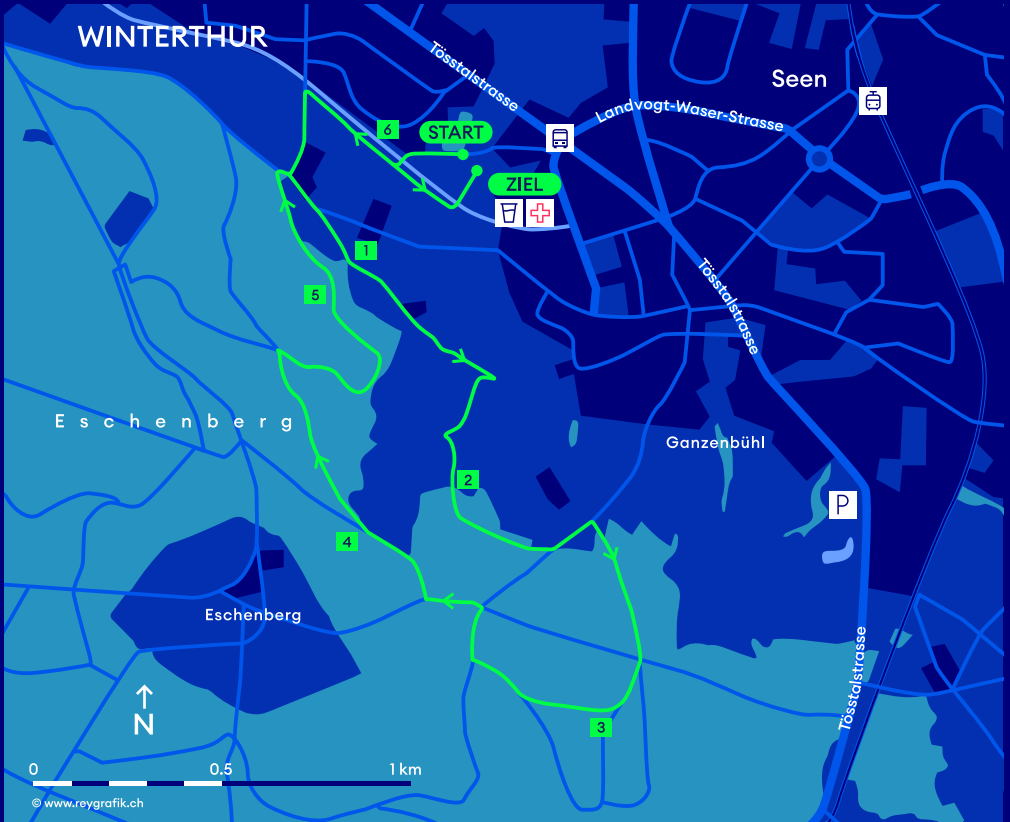 WINTERTHUR
Tösstalstrasse
Seen
Landvogt-Waser-Strasse
6
START
ZIEL
1
5
Tösstalstrasse
Eschenberg
Ganzenbühl
2
P
4
Eschenberg
Tösstalstrasse
N
3
0 0.5 1 km
© www.reygrafik.ch